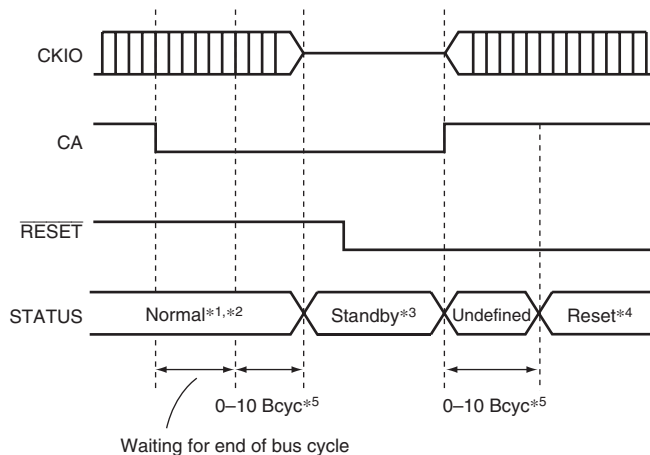 CKIO
CA
RESET
STATUS Normal*1,*2 Standby*3 Undefined Reset*4
0–10 Bcyc*5 0–10 Bcyc*5
Waiting for end of bus cycle